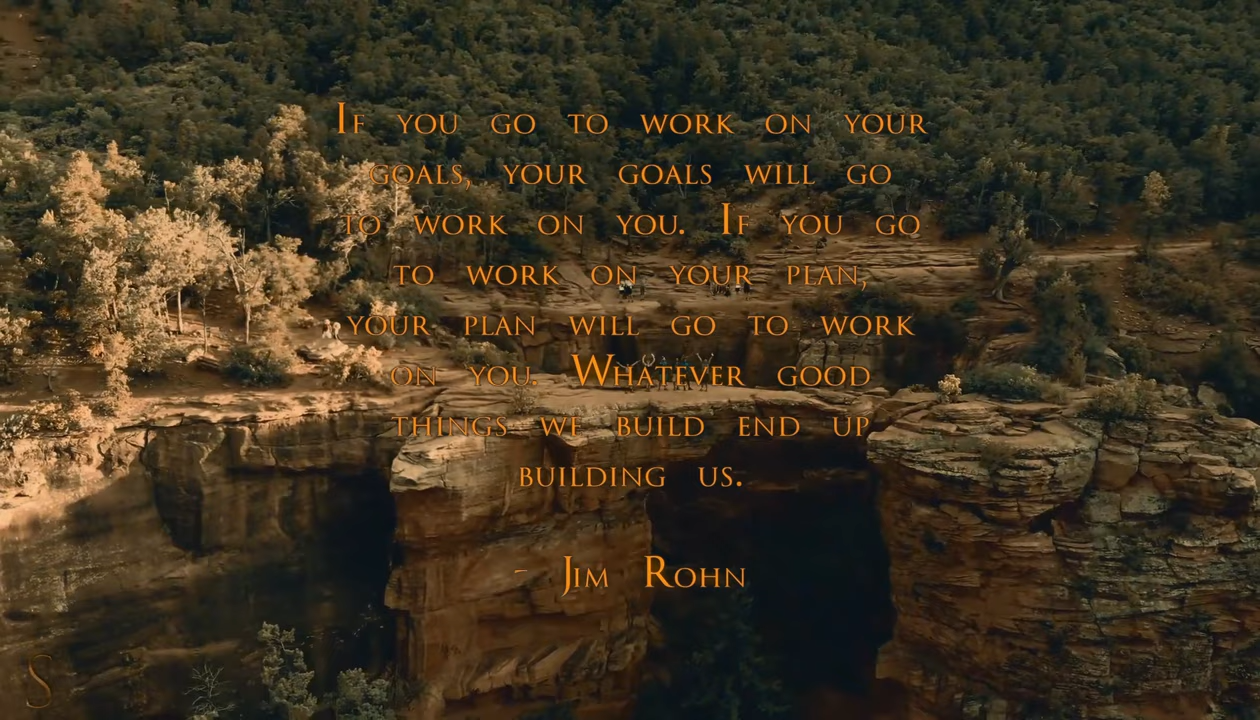 If you go to work on your
goals, your goals will go
to work on you. If you go
to work on your plan,
your plan will go to work
on you. Whatever good
things we build end up
building us.
- Jim Rohn
S